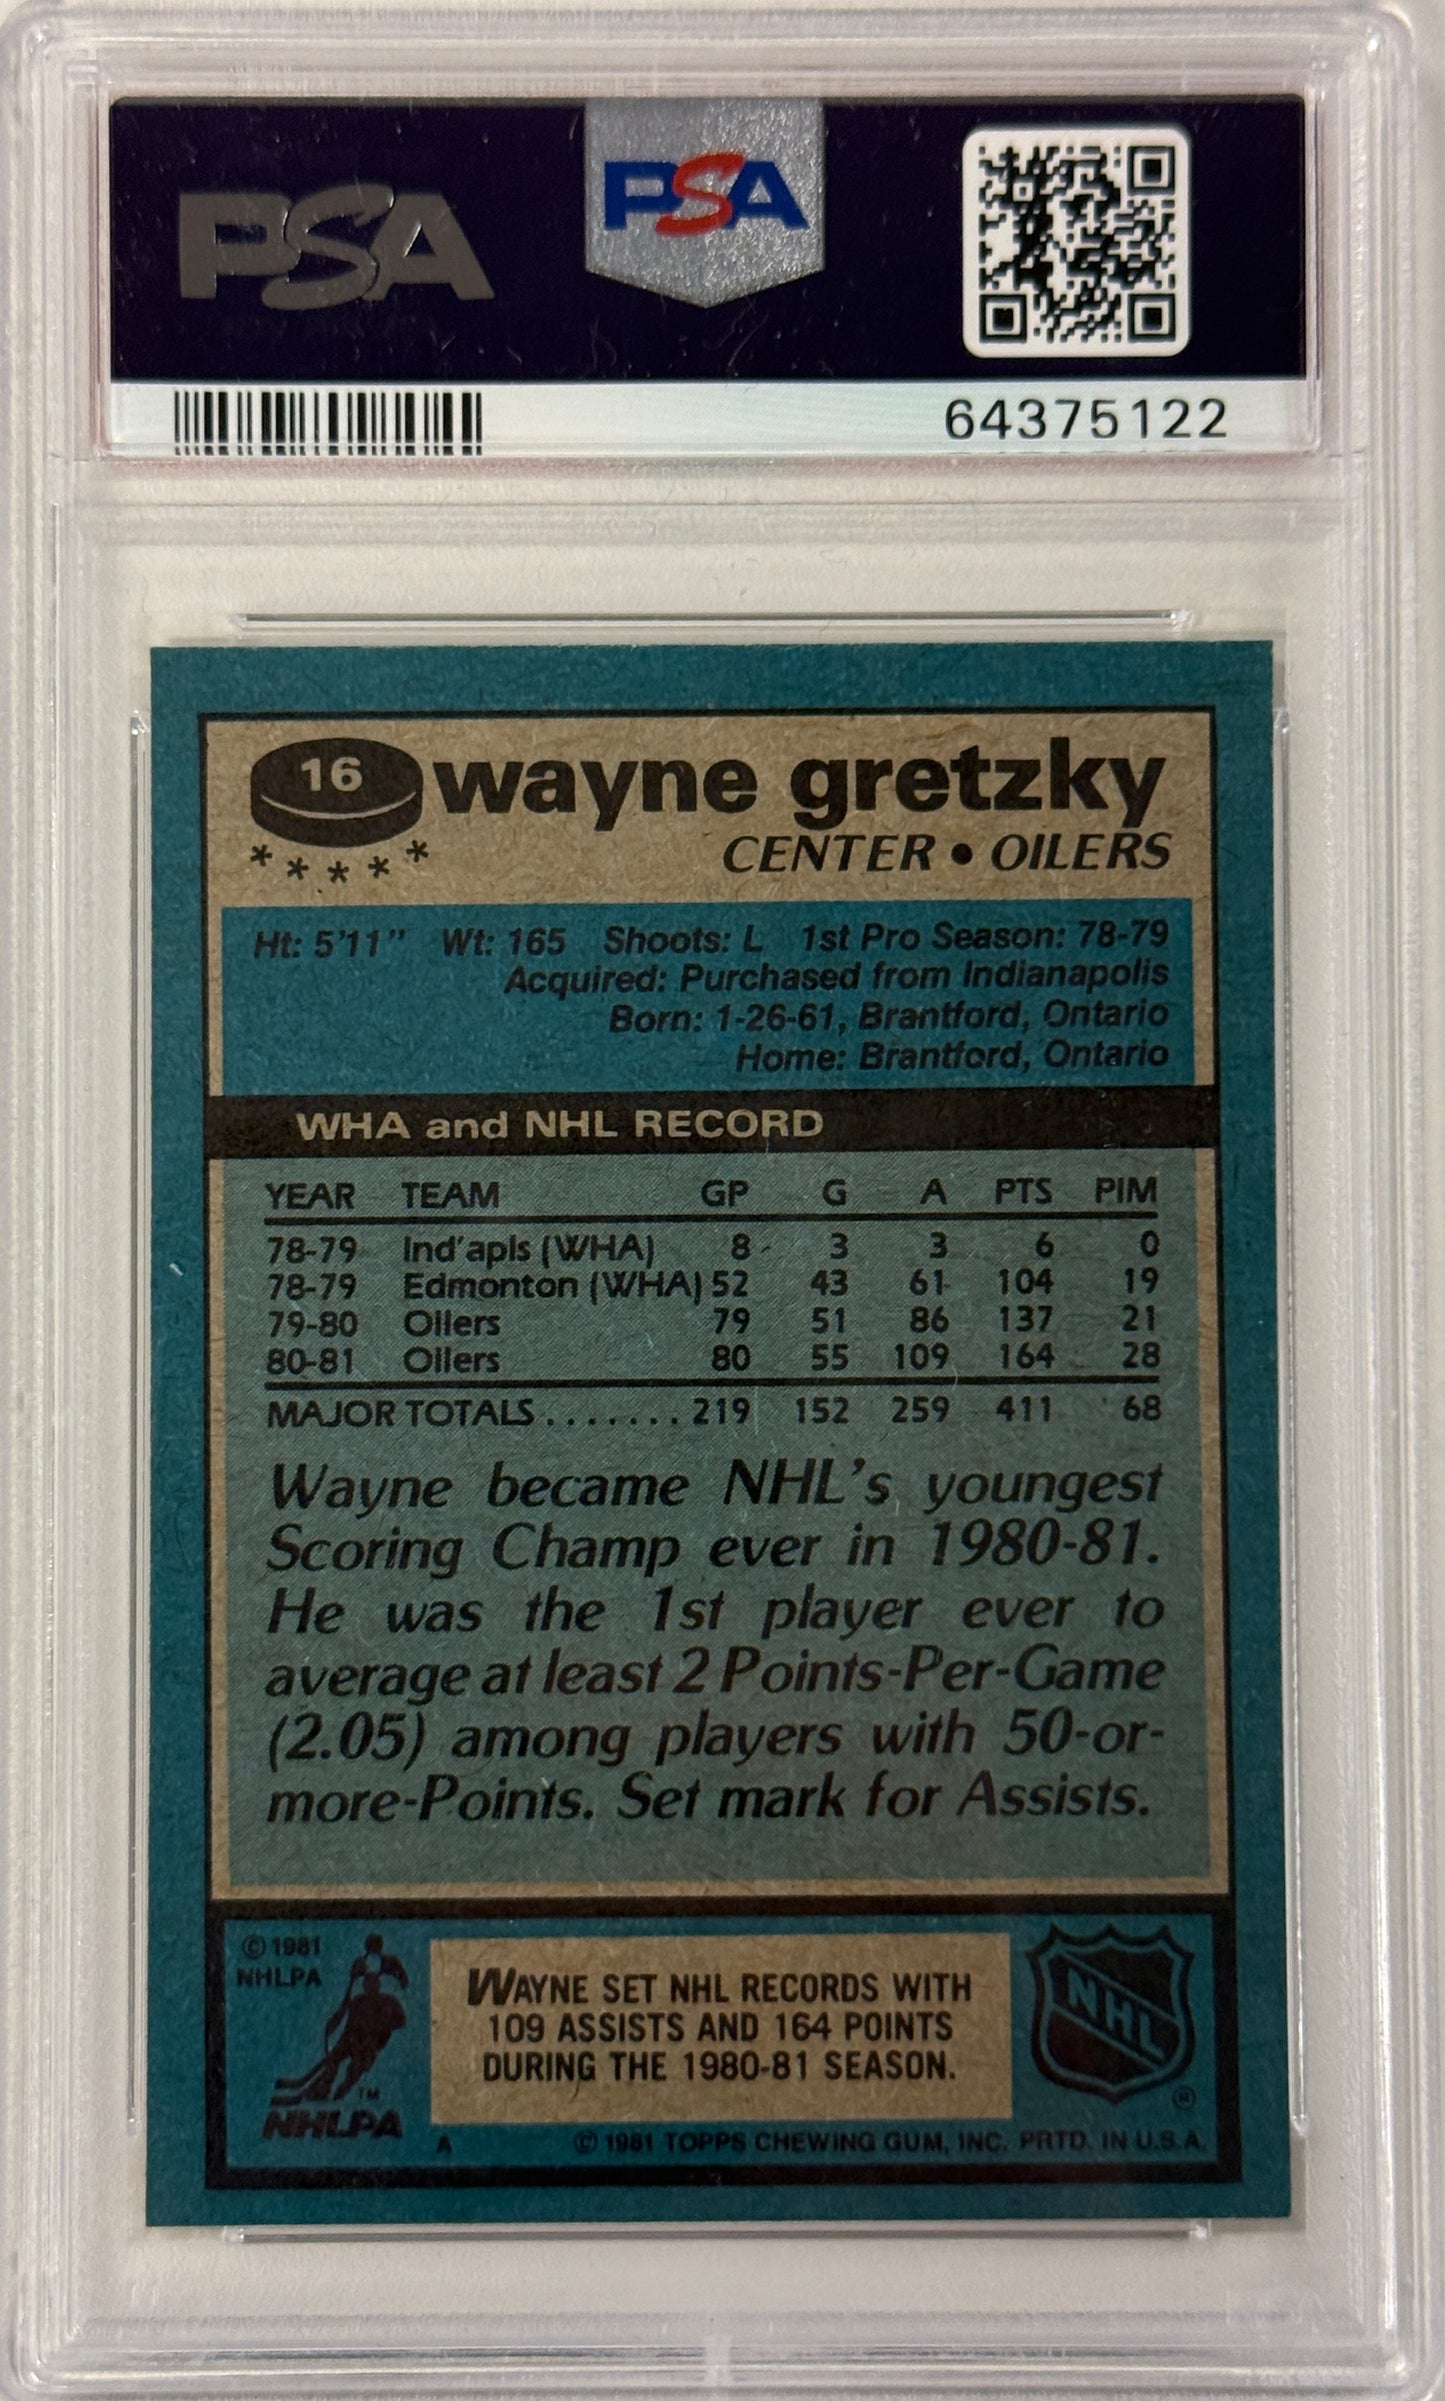 PSA
PSA
64375122
16
wayne gretzky
* * * * *
CENTER • OILERS
Ht: 5'11" Wt: 165 Shoots: L 1st Pro Season: 78-79
Acquired: Purchased from Indianapolis
Born: 1-26-61, Brantford, Ontario
Home: Brantford, Ontario
WHA and NHL RECORD
YEAR TEAM GP G A PTS PIM
78-79 Ind'apls (WHA) 8 3 3 6 0
78-79 Edmonton (WHA) 52 43 61 104 19
79-80 Oilers 79 51 86 137 21
80-81 Oilers 80 55 109 164 28
MAJOR TOTALS.......219 152 259 411 68
Wayne became NHL's youngest
Scoring Champ ever in 1980-81.
He was the 1st player ever to
average at least 2 Points-Per-Game
(2.05) among players with 50-or-
more-Points. Set mark for Assists.
© 1981
NHLPA
TM
NHLPA
WAYNE SET NHL RECORDS WITH
109 ASSISTS AND 164 POINTS
DURING THE 1980-81 SEASON.
NHL
®
A © 1981 TOPPS CHEWING GUM, INC. PRTD. IN U.S.A.